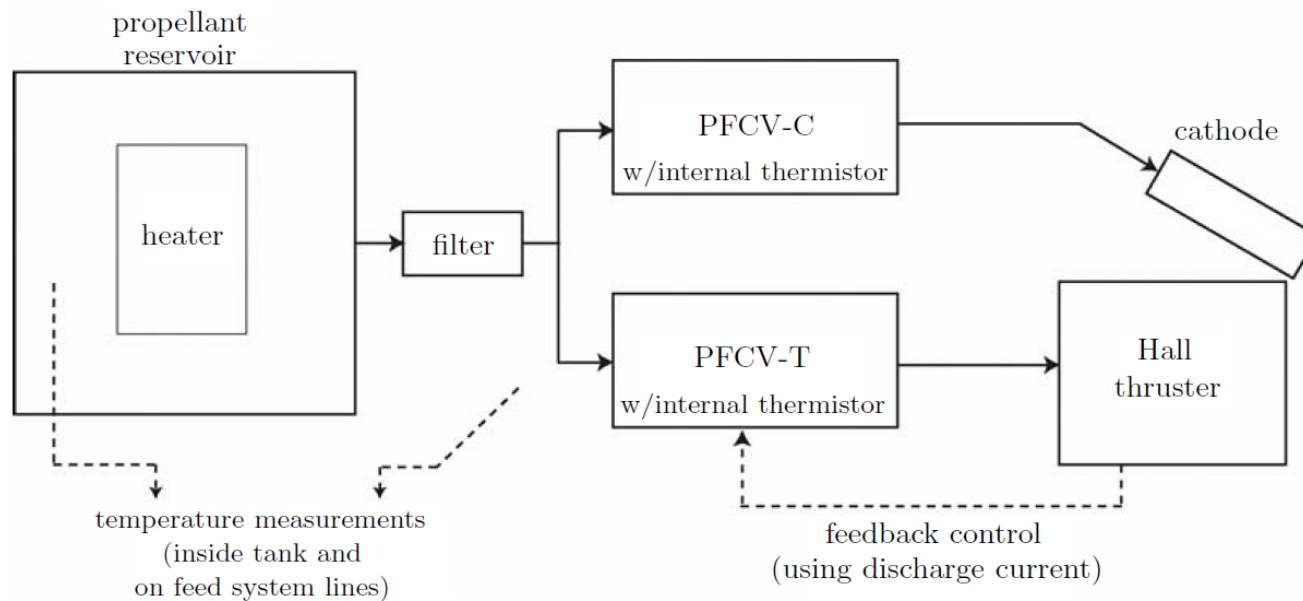 propellant
reservoir
heater
filter
PFCV-C
w/internal thermistor
cathode
PFCV-T
w/internal thermistor
Hall
thruster
temperature measurements
(inside tank and
on feed system lines)
feedback control
(using discharge current)